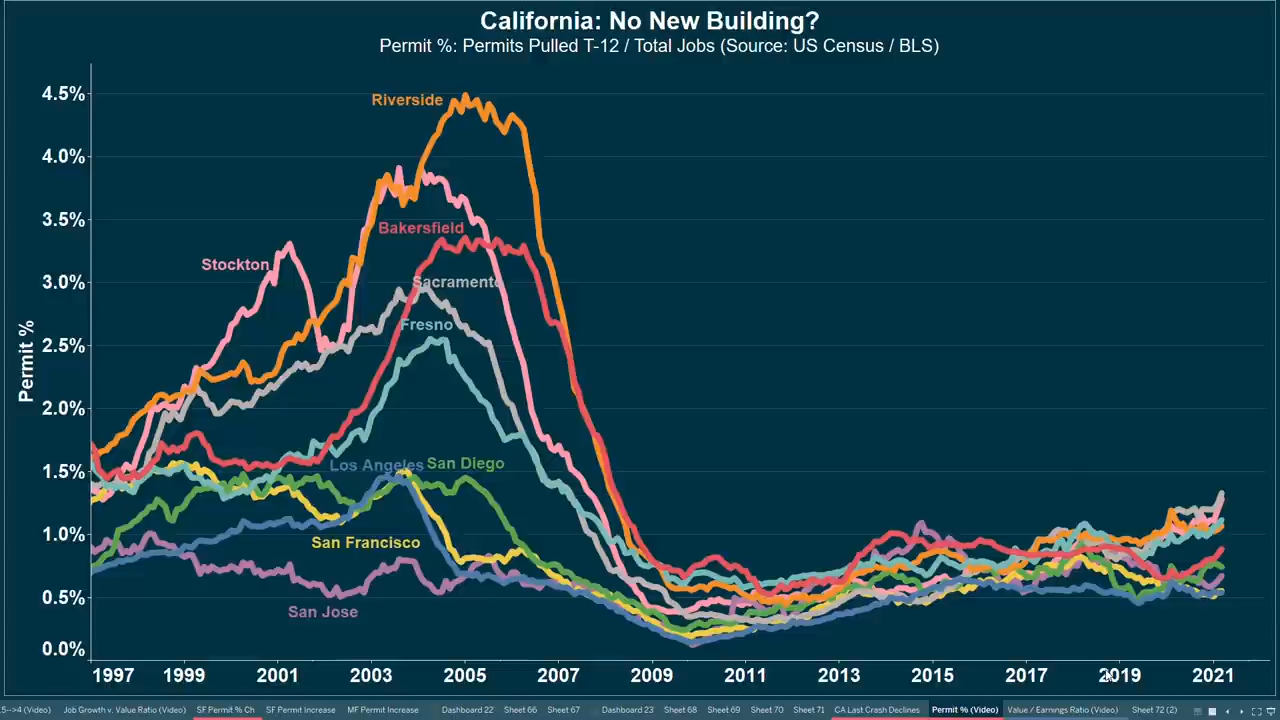 California: No New Building?
Permit %: Permits Pulled T-12 / Total Jobs (Source: US Census / BLS)
4.5%
4.0%
3.5%
3.0%
2.5%
2.0%
1.5%
1.0%
0.5%
0.0%
Permit %
Riverside
Bakersfield
Stockton
Sacramento
Fresno
Los Angeles
San Diego
San Francisco
San Jose
1997 1999 2001 2003 2005 2007 2009 2011 2013 2015 2017 2019 2021
.5-->4 (Video) Job Growth v. Value Ratio (Video) SF Permit % Ch SF Permit Increase MF Permit Increase Dashboard 22 Sheet 66 Sheet 67 Dashboard 23 Sheet 68 Sheet 69 Sheet 70 Sheet 71 CA Last Crash Declines Permit % (Video) Value / Earnings Ratio (Video) Sheet 72 (2)